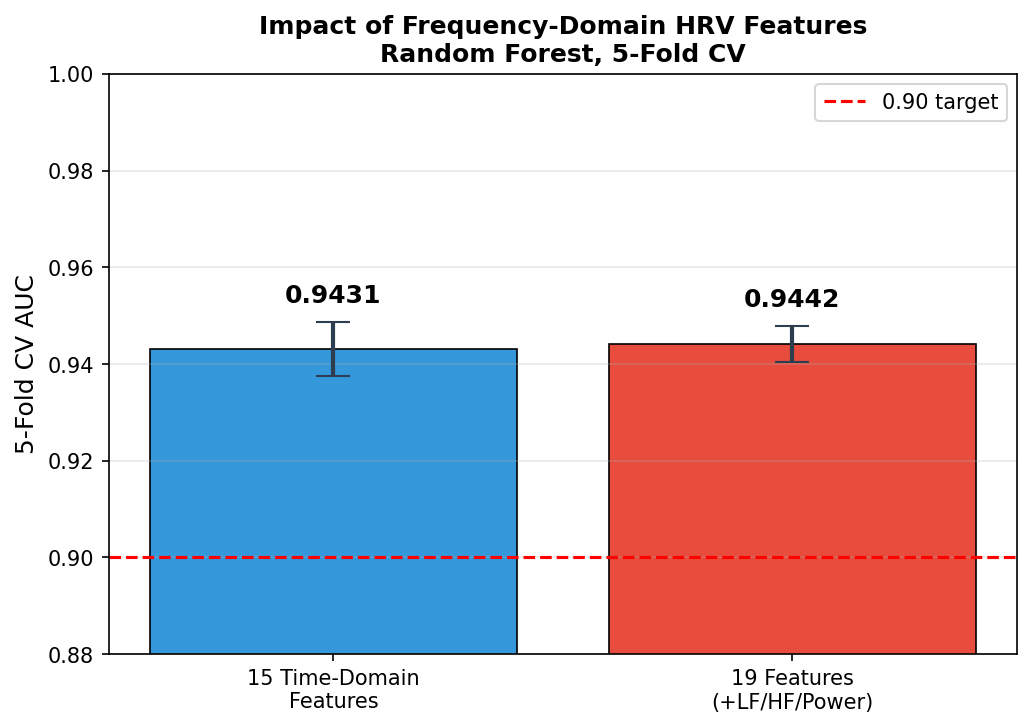 Impact of Frequency-Domain HRV Features
Random Forest, 5-Fold CV
0.90 target
5-Fold CV AUC
1.00
0.98
0.96
0.94
0.92
0.90
0.88
0.9431
0.9442
15 Time-Domain
Features
19 Features
(+LF/HF/Power)